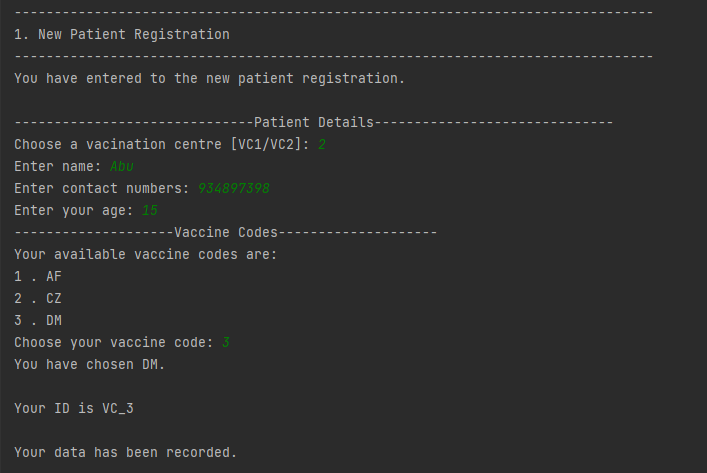 --------------------------------------------------------------------------------
1. New Patient Registration
--------------------------------------------------------------------------------
You have entered to the new patient registration.
------------------------------Patient Details------------------------------
Choose a vacination centre [VC1/VC2]: 2
Enter name: Abu
Enter contact numbers: 934897398
Enter your age: 15
--------------------Vaccine Codes--------------------
Your available vaccine codes are:
1 . AF
2 . CZ
3 . DM
Choose your vaccine code: 3
You have chosen DM.
Your ID is VC_3
Your data has been recorded.